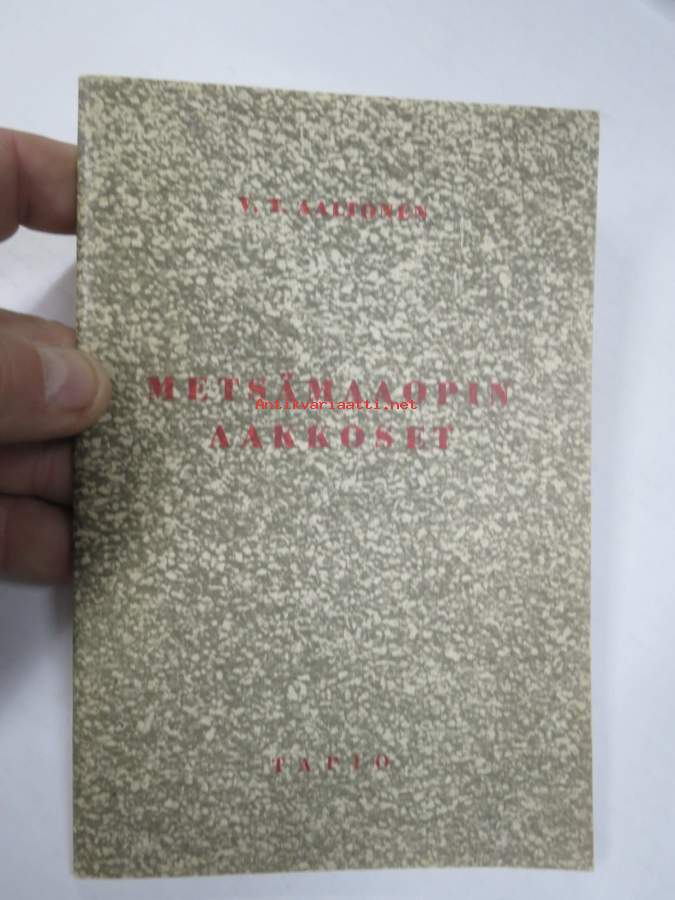 V. T. AALTONEN
METSÄMAAOPIN
Antikvariaatti.net
AAKKOSET
TAPIO